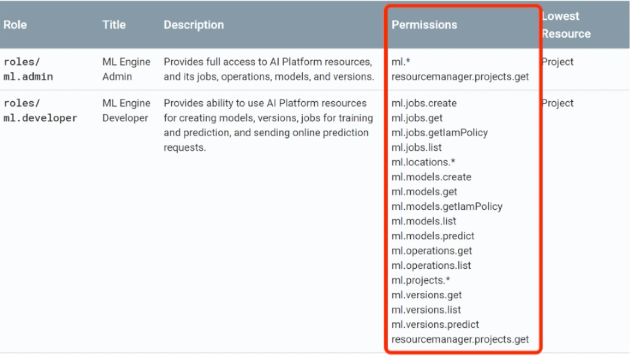 Role Title Description Permissions Lowest Resource
roles/ml.admin
ML Engine Admin
Provides full access to AI Platform resources,
and its jobs, operations, models, and versions.
ml.*
resourcemanager.projects.get
Project
roles/ml.developer
ML Engine Developer
Provides ability to use AI Platform resources
for creating models, versions, jobs for training
and prediction, and sending online prediction
requests.
ml.jobs.create
ml.jobs.get
ml.jobs.getIamPolicy
ml.jobs.list
ml.locations.*
ml.models.create
ml.models.get
ml.models.getIamPolicy
ml.models.list
ml.models.predict
ml.operations.get
ml.operations.list
ml.projects.*
ml.versions.get
ml.versions.list
ml.versions.predict
resourcemanager.projects.get
Project